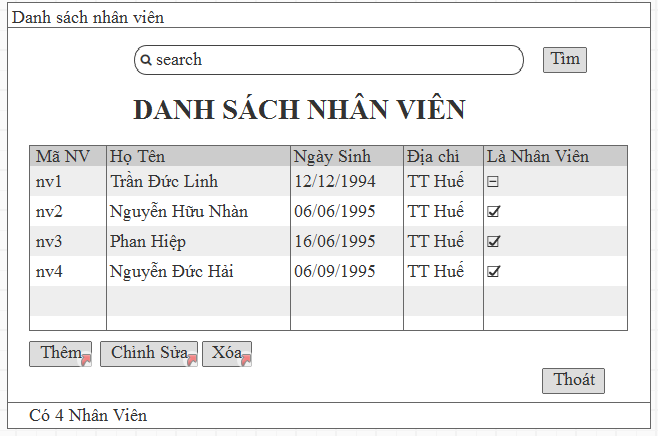 Danh sách nhân viên
search
Tìm
DANH SÁCH NHÂN VIÊN
Mã NV Họ Tên Ngày Sinh Địa chỉ Là Nhân Viên
nv1 Trần Đức Linh 12/12/1994 TT Huế
nv2 Nguyễn Hữu Nhàn 06/06/1995 TT Huế
nv3 Phan Hiệp 16/06/1995 TT Huế
nv4 Nguyễn Đức Hải 06/09/1995 TT Huế
Thêm Chỉnh Sửa Xóa
Thoát
Có 4 Nhân Viên